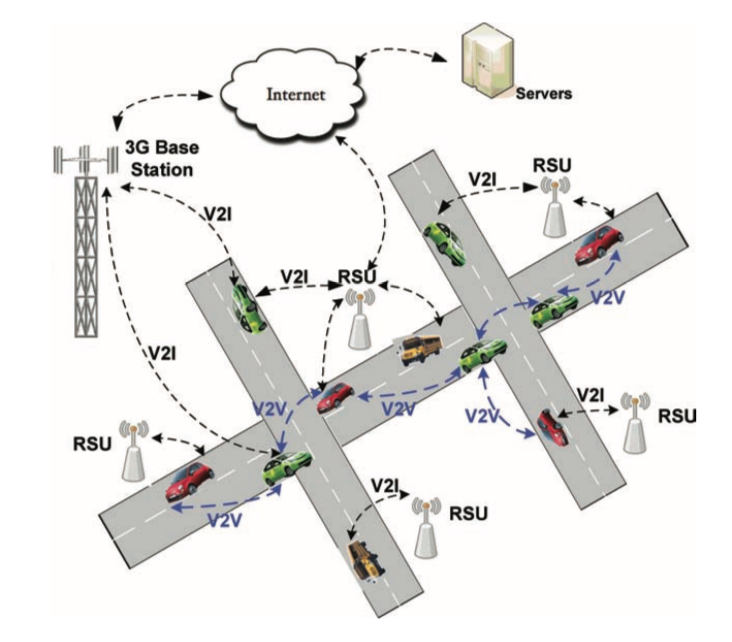 Internet
Servers
3G Base
Station
RSU
V2I
V2I
V2I
RSU
V2V
V2I
V2V
V2V
V2V
V2I
RSU
RSU
V2I
RSU
V2V